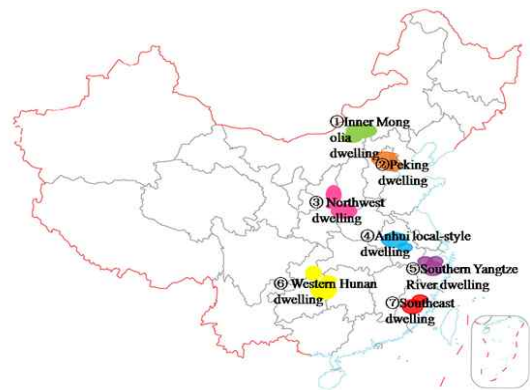 ①Inner Mong
olia
dwelling
②Peking
dwelling
③ Northwest
dwelling
④Anhui local-style
dwelling
⑤Southern Yangtze
River dwelling
⑥ Western Hunan
dwelling
⑦Southeast
dwelling